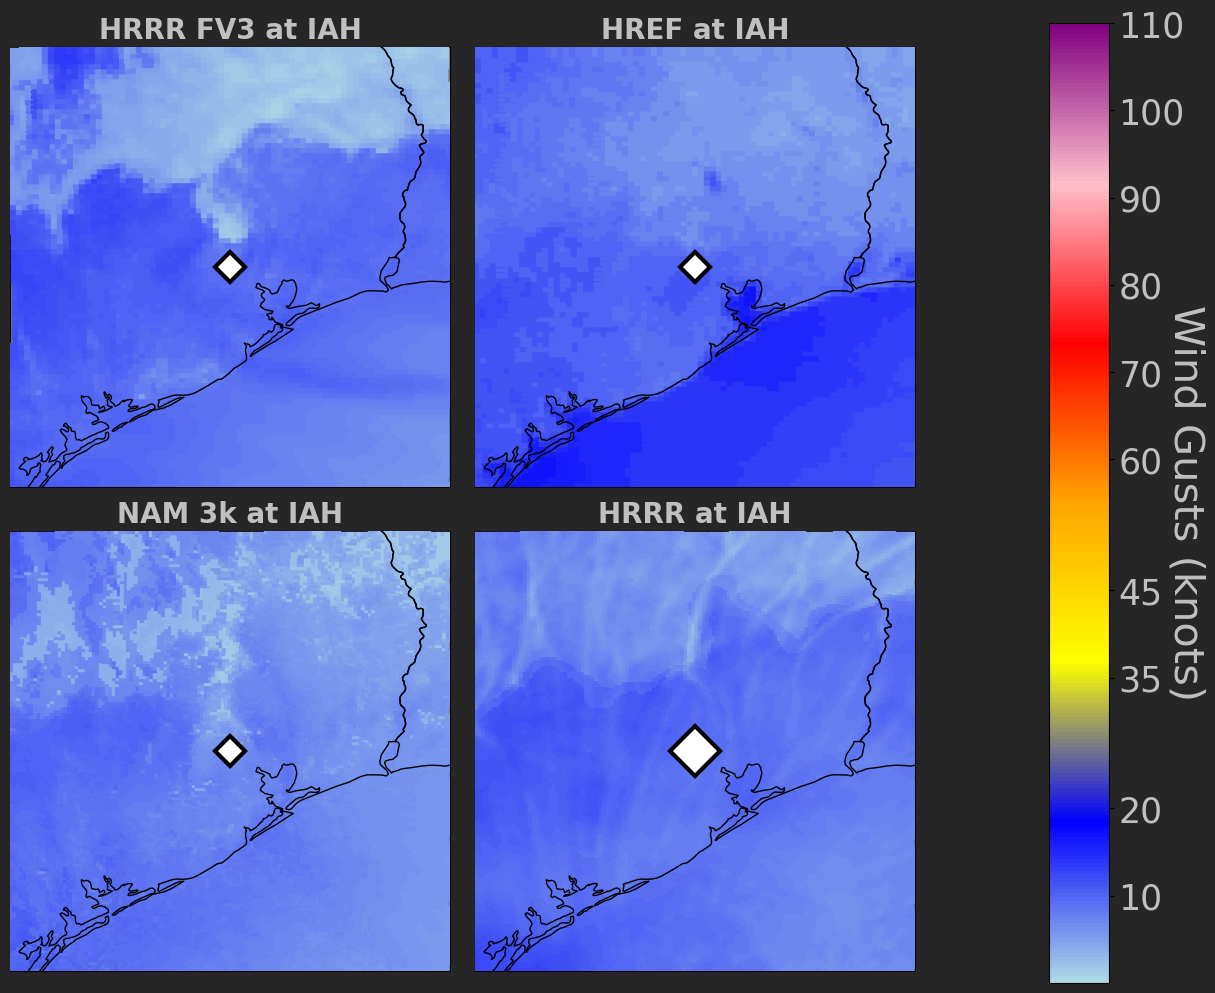 HRRR FV3 at IAH
HREF at IAH
NAM 3k at IAH
HRRR at IAH
110
100
90
80
70
60
45
35
20
10
Wind Gusts (knots)